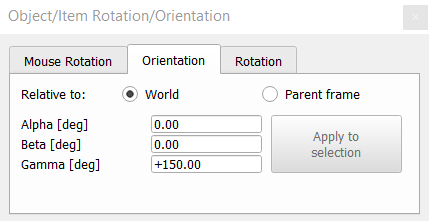 Object/Item Rotation/Orientation
Mouse Rotation Orientation Rotation
Relative to: World Parent frame
Alpha [deg] 0.00
Beta [deg] 0.00
Gamma [deg] +150.00
Apply to
selection